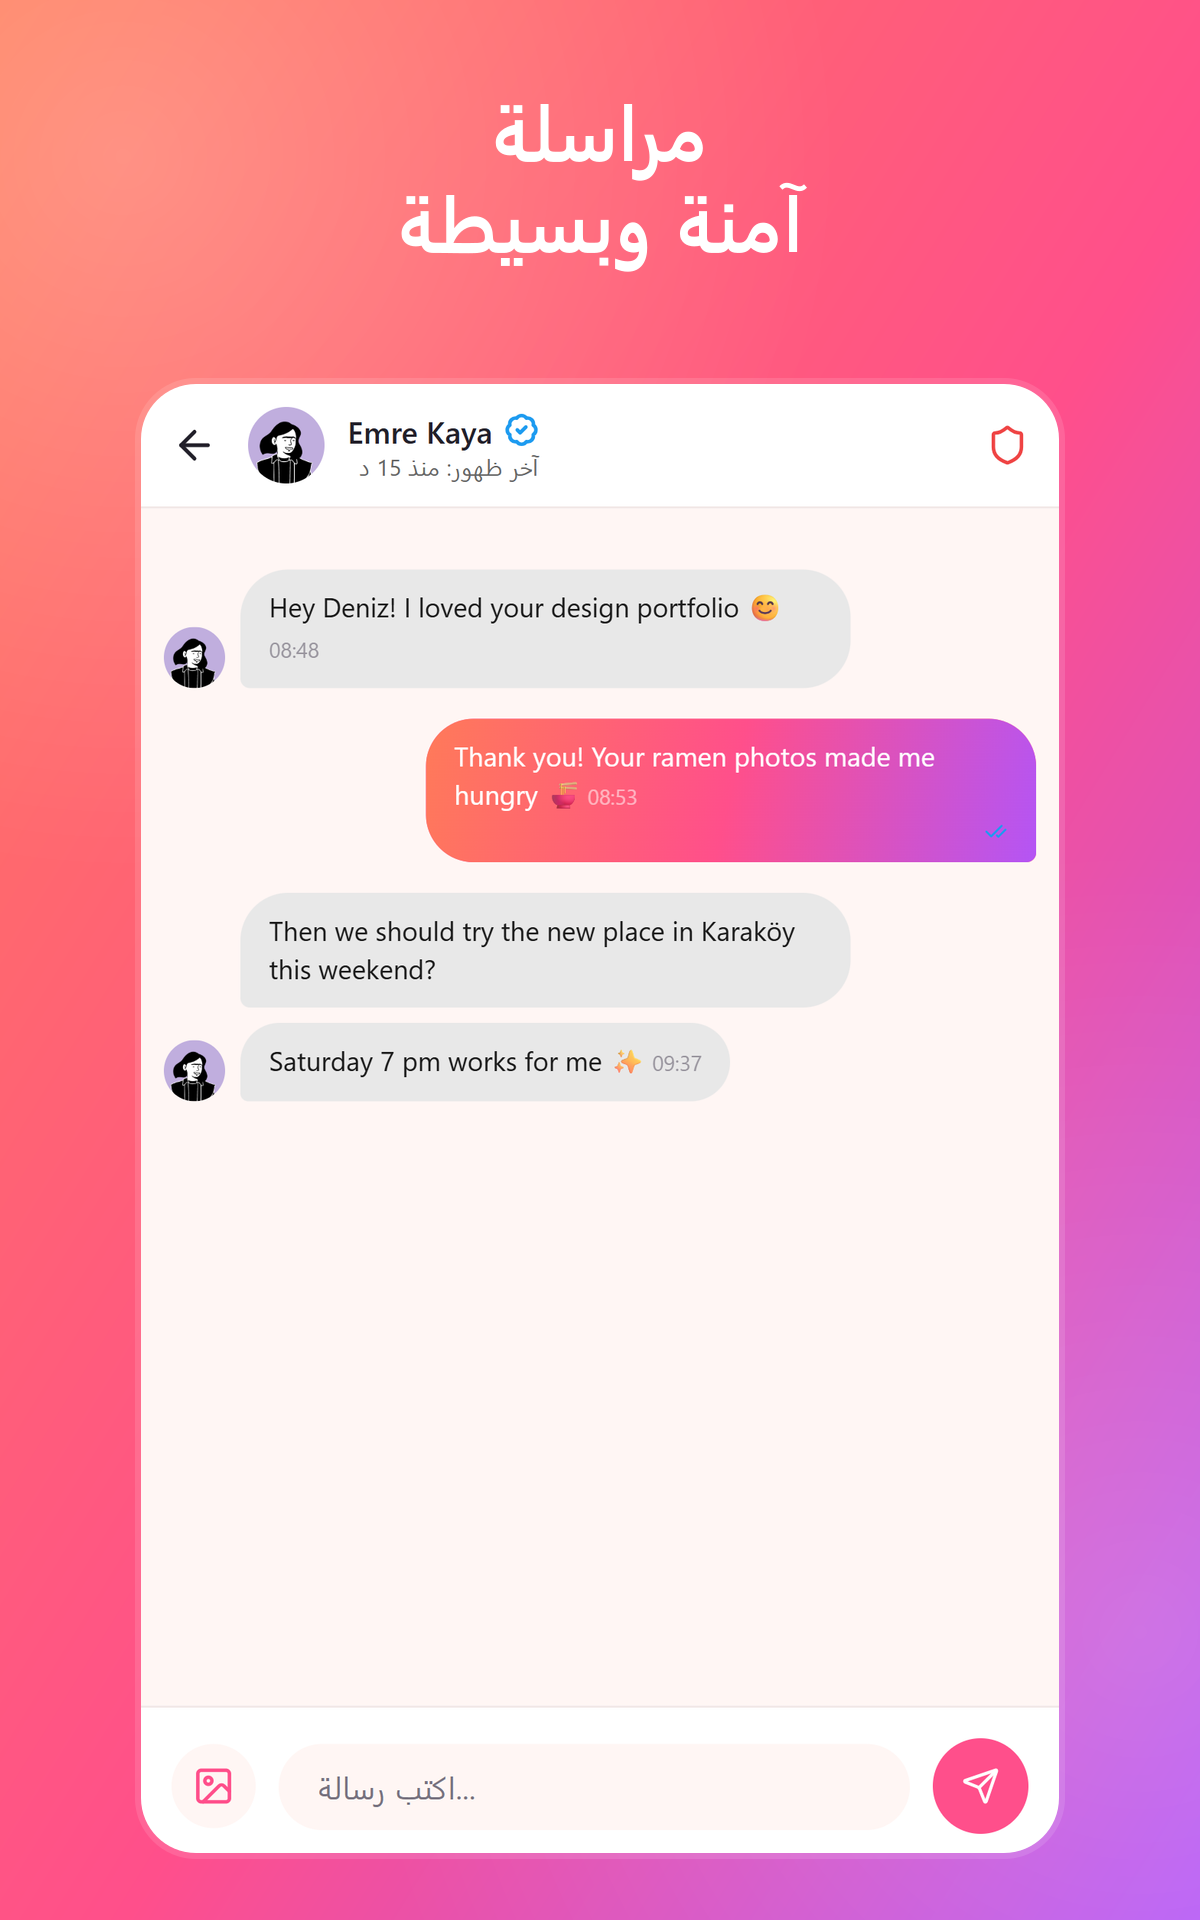 مراسلة
آمنة وبسيطة
Emre Kaya
آخر ظهور: منذ 15 د
Hey Deniz! I loved your design portfolio 😊
08:48
Thank you! Your ramen photos made me
hungry 🍜 08:53
Then we should try the new place in Karaköy
this weekend?
Saturday 7 pm works for me ✨ 09:37
اكتب رسالة...